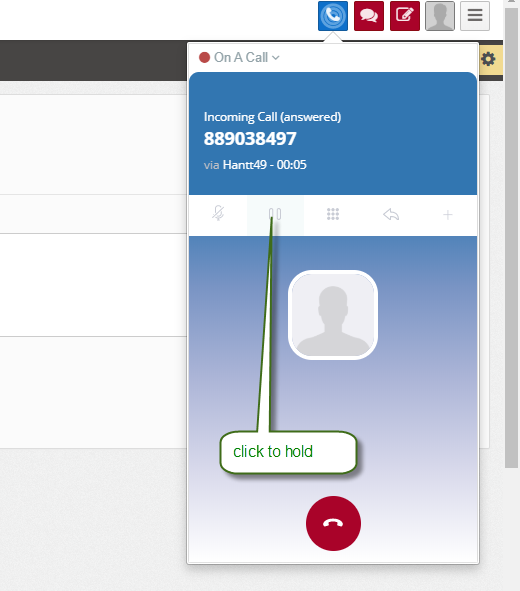 On A Call
Incoming Call (answered)
889038497
via Hantt49 - 00:05
click to hold